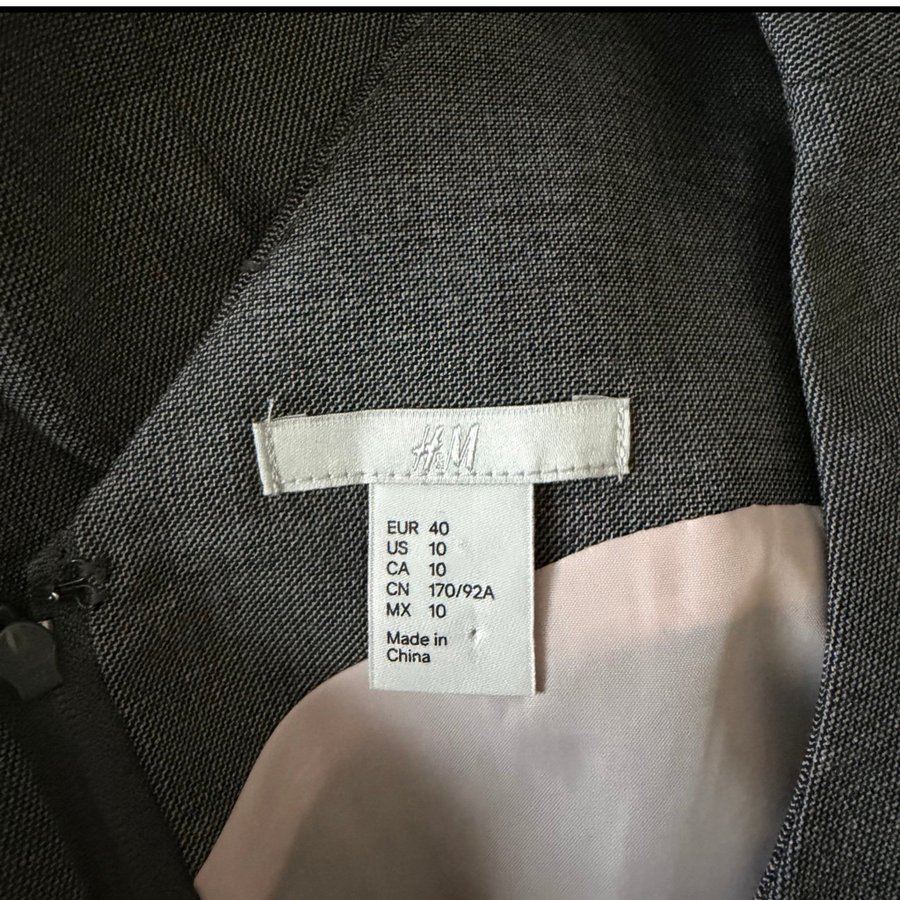 H&M
EUR 40
US 10
CA 10
CN 170/92A
MX 10
Made in
China